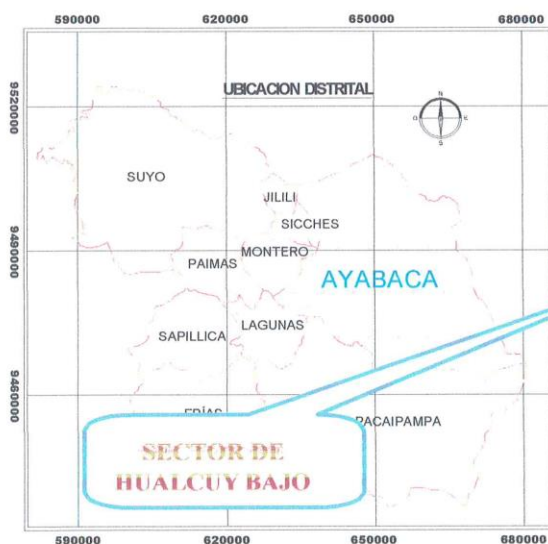 590000 620000 650000 680000
UBICACION DISTRITAL
N
O E
S
9520000
SUYO
JILILI
SICCHES
MONTERO
9490000
PAIMAS
AYABACA
LAGUNAS
SAPILLICA
9460000
FRÍAS
PACAIPAMPA
SECTOR DE
HUALCUY BAJO
590000 620000 650000 680000